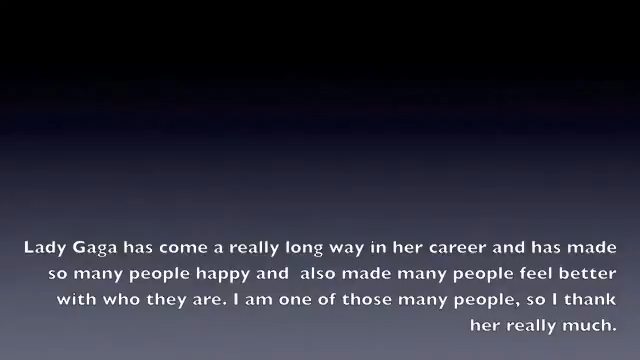 Lady Gaga has come a really long way in her career and has made
so many people happy and  also made many people feel better
with who they are. I am one of those many people, so I thank
her really much.